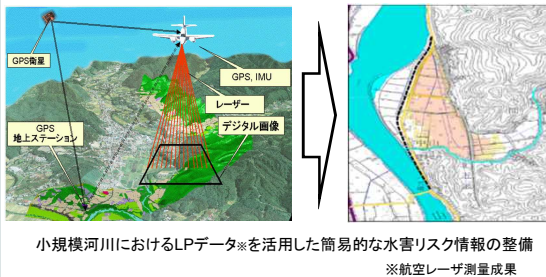 GPS衛星
GPS, IMU
レーザー
デジタル画像
GPS
地上ステーション
小規模河川におけるLPデータ※を活用した簡易的な水害リスク情報の整備
※航空レーザ測量成果